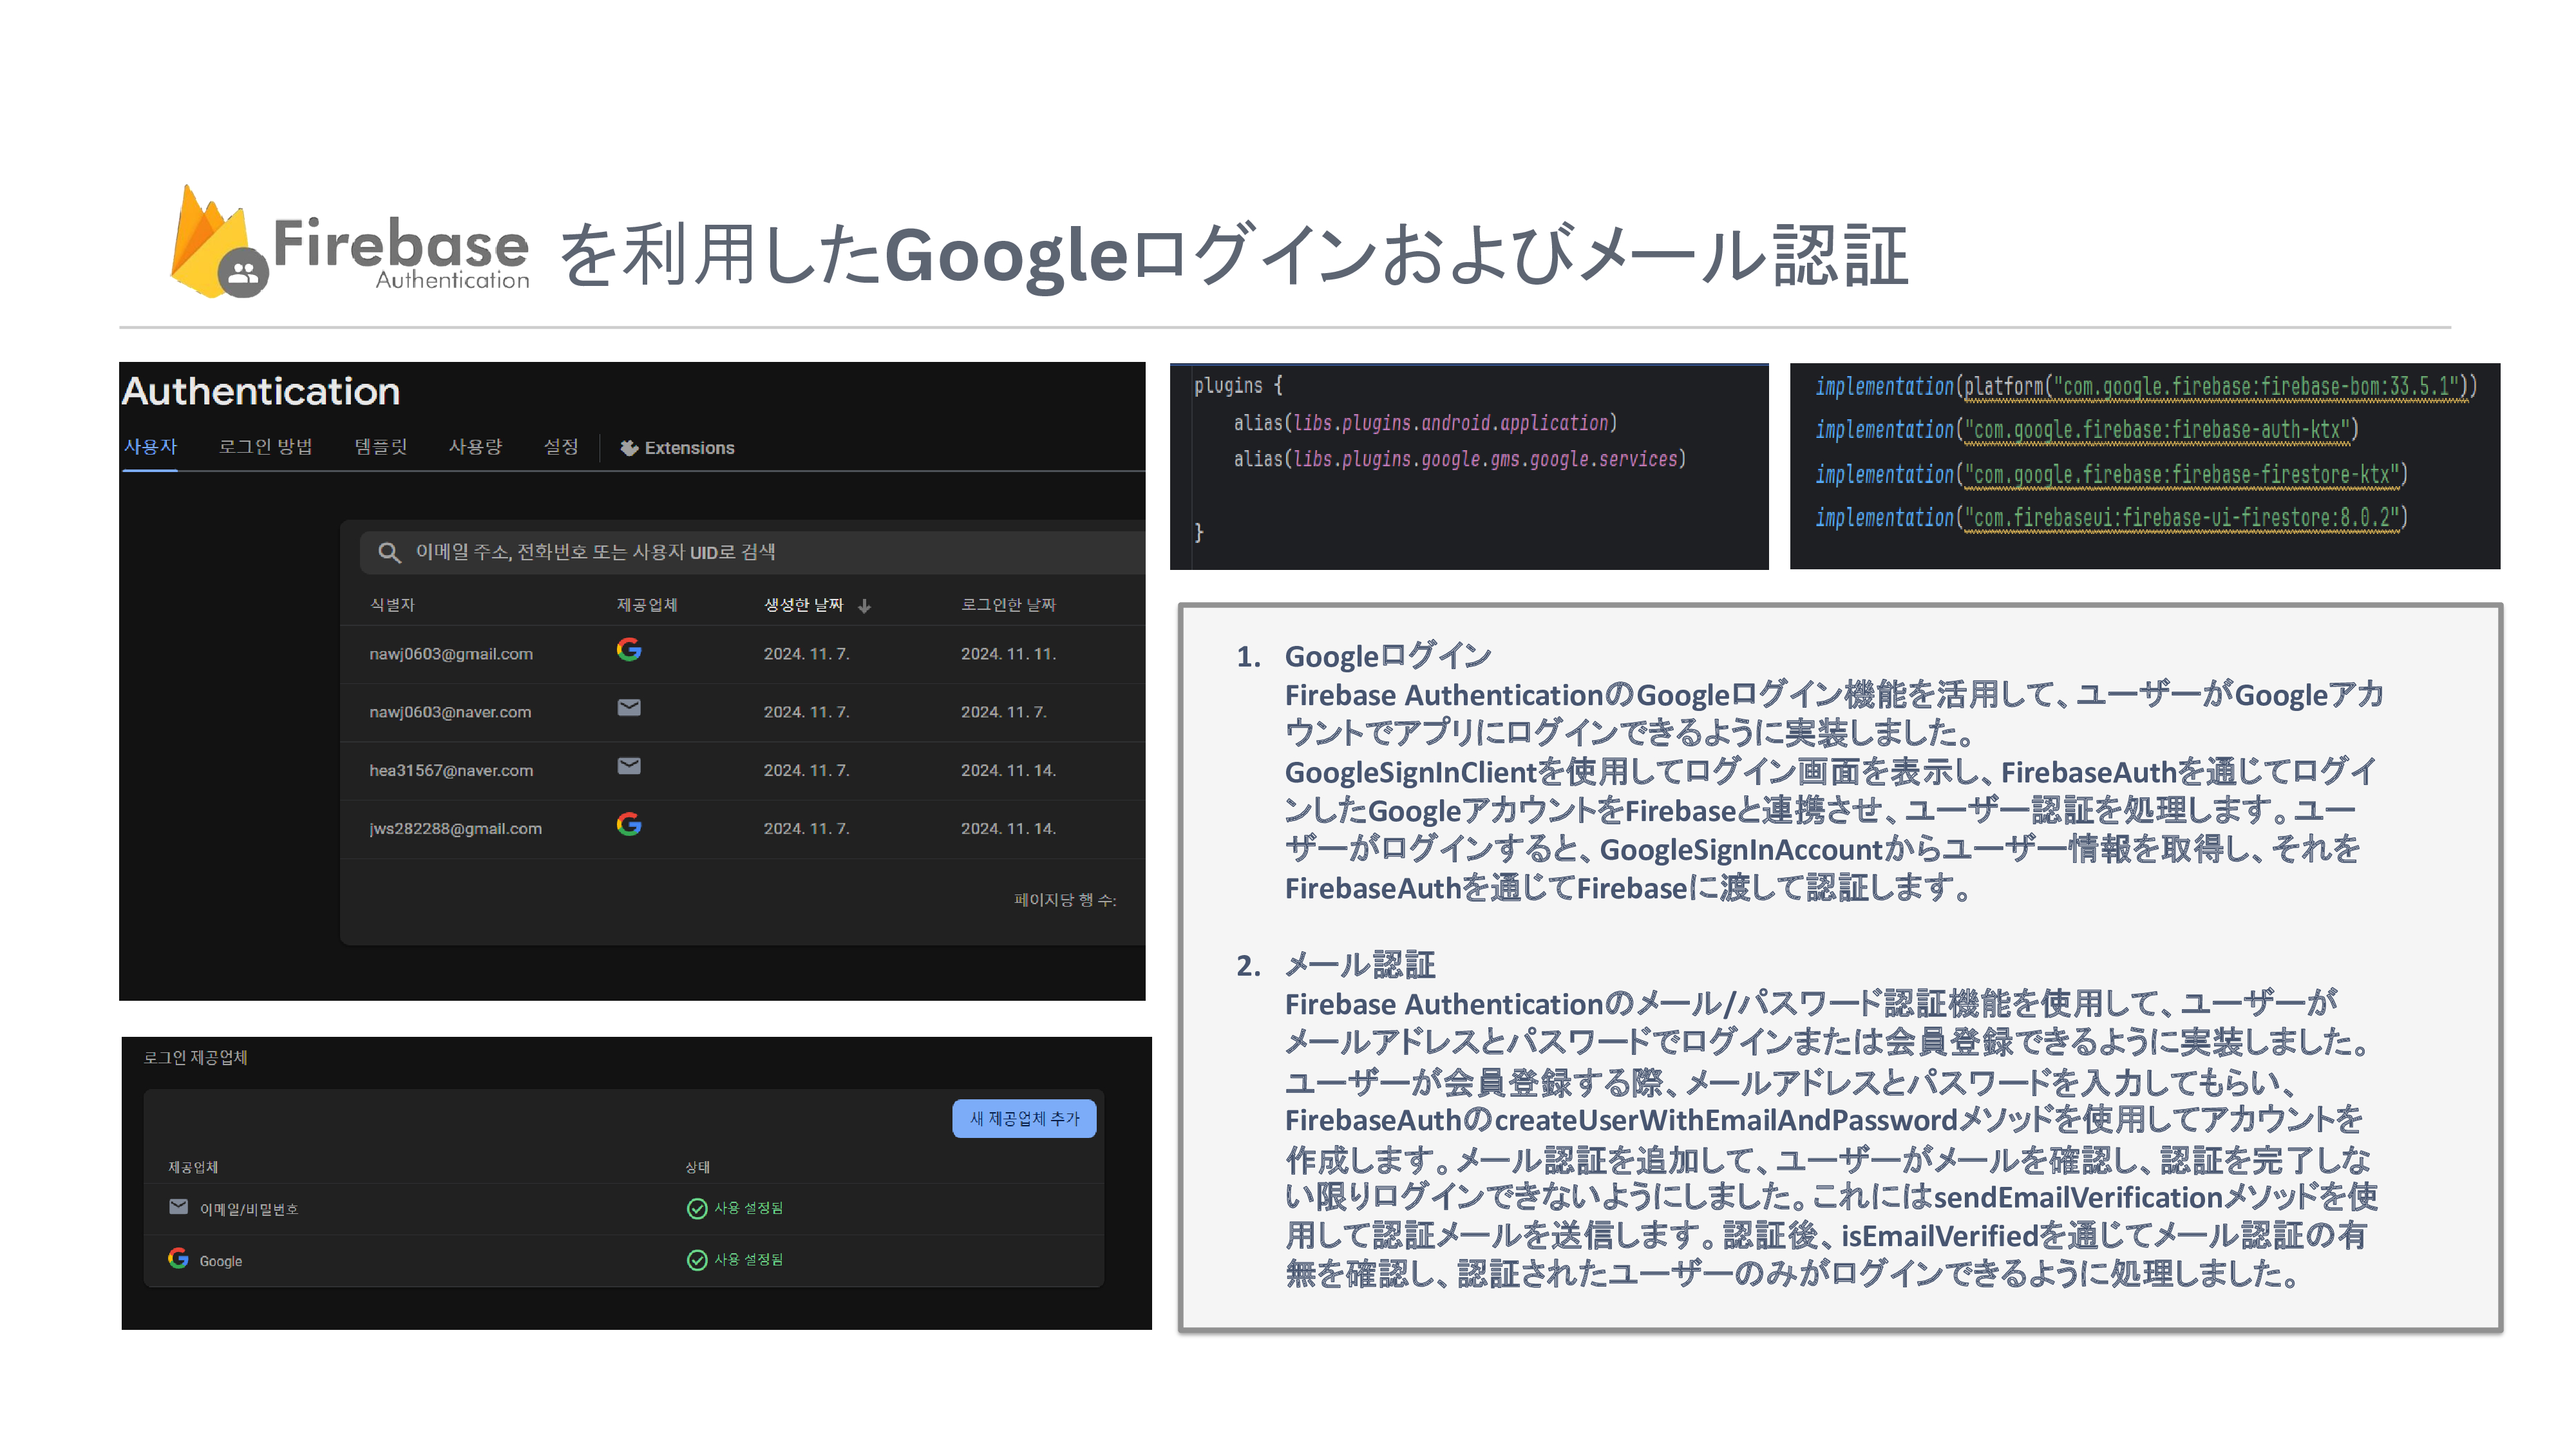 Firebase
Authentication
を利用したGoogleログインおよびメール認証
Authentication
사용자 로그인 방법 템플릿 사용량 설정 Extensions
이메일 주소, 전화번호 또는 사용자 UID로 검색
식별자 제공업체 생성한 날짜 로그인한 날짜
nawj0603@gmail.com 2024. 11. 7. 2024. 11. 11.
nawj0603@naver.com 2024. 11. 7. 2024. 11. 7.
hea31567@naver.com 2024. 11. 7. 2024. 11. 14.
jws282288@gmail.com 2024. 11. 7. 2024. 11. 14.
페이지당 행 수:
로그인 제공업체
새 제공업체 추가
제공업체 상태
이메일/비밀번호 사용 설정됨
Google 사용 설정됨
plugins {
alias(libs.plugins.android.application)
alias(libs.plugins.google.gms.google.services)
}
implementation(platform("com.google.firebase:firebase-bom:33.5.1"))
implementation("com.google.firebase:firebase-auth-ktx")
implementation("com.google.firebase:firebase-firestore-ktx")
implementation("com.firebaseui:firebase-ui-firestore:8.0.2")
1. Googleログイン
Firebase AuthenticationのGoogleログイン機能を活用して、ユーザーがGoogleアカ
ウントでアプリにログインできるように実装しました。
GoogleSignInClientを使用してログイン画面を表示し、FirebaseAuthを通じてログイ
ンしたGoogleアカウントをFirebaseと連携させ、ユーザー認証を処理します。ユー
ザーがログインすると、GoogleSignInAccountからユーザー情報を取得し、それを
FirebaseAuthを通じてFirebaseに渡して認証します。
2. メール認証
Firebase Authenticationのメール/パスワード認証機能を使用して、ユーザーが
メールアドレスとパスワードでログインまたは会員登録できるように実装しました。
ユーザーが会員登録する際、メールアドレスとパスワードを入力してもらい、
FirebaseAuthのcreateUserWithEmailAndPasswordメソッドを使用してアカウントを
作成します。メール認証を追加して、ユーザーがメールを確認し、認証を完了しな
い限りログインできないようにしました。これにはsendEmailVerificationメソッドを使
用して認証メールを送信します。認証後、isEmailVerifiedを通じてメール認証の有
無を確認し、認証されたユーザーのみがログインできるように処理しました。